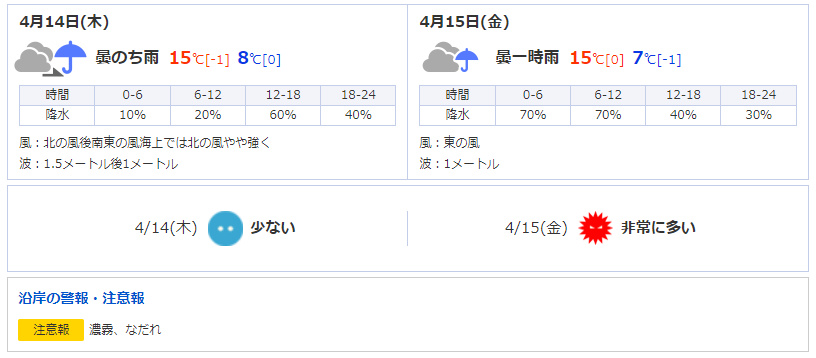 4月14日(木)
曇のち雨 15℃[-1] 8℃[0]
時間 0-6 6-12 12-18 18-24
降水 10% 20% 60% 40%
風：北の風後南東の風海上では北の風やや強く
波：1.5メートル後1メートル
4月15日(金)
曇一時雨 15℃[0] 7℃[-1]
時間 0-6 6-12 12-18 18-24
降水 70% 70% 40% 30%
風：東の風
波：1メートル
4/14(木) 少ない
4/15(金) 非常に多い
沿岸の警報・注意報
注意報 濃霧、なだれ